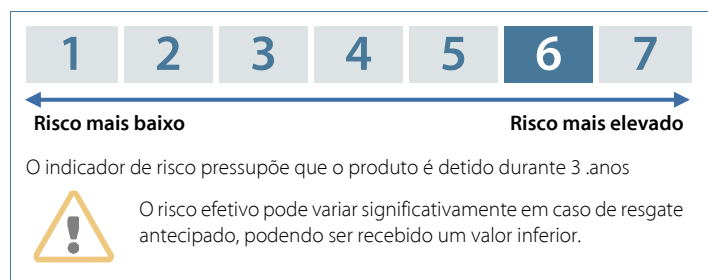 1 2 3 4 5 6 7
Risco mais baixo Risco mais elevado
O indicador de risco pressupõe que o produto é detido durante 3 .anos
O risco efetivo pode variar significativamente em caso de resgate
antecipado, podendo ser recebido um valor inferior.